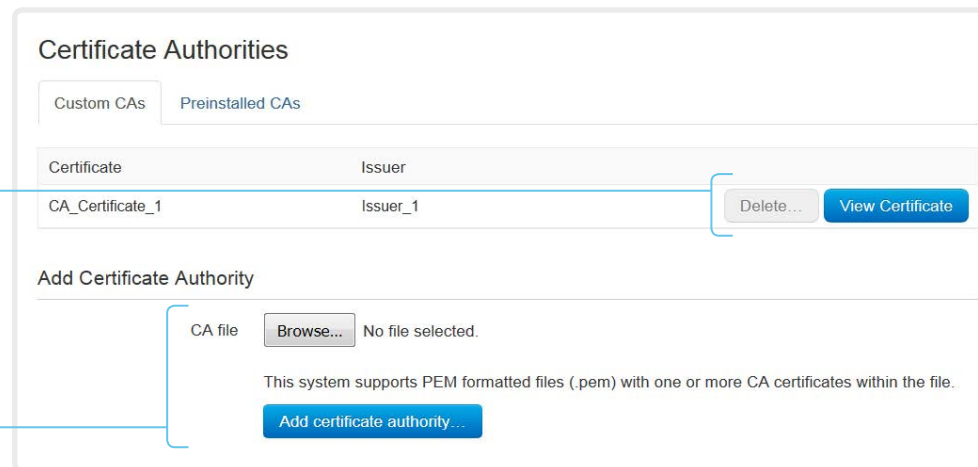 Certificate Authorities
Custom CAs Preinstalled CAs
Certificate Issuer
CA_Certificate_1 Issuer_1 Delete... View Certificate
Add Certificate Authority
CA file Browse... No file selected.
This system supports PEM formatted files (.pem) with one or more CA certificates within the file.
Add certificate authority...